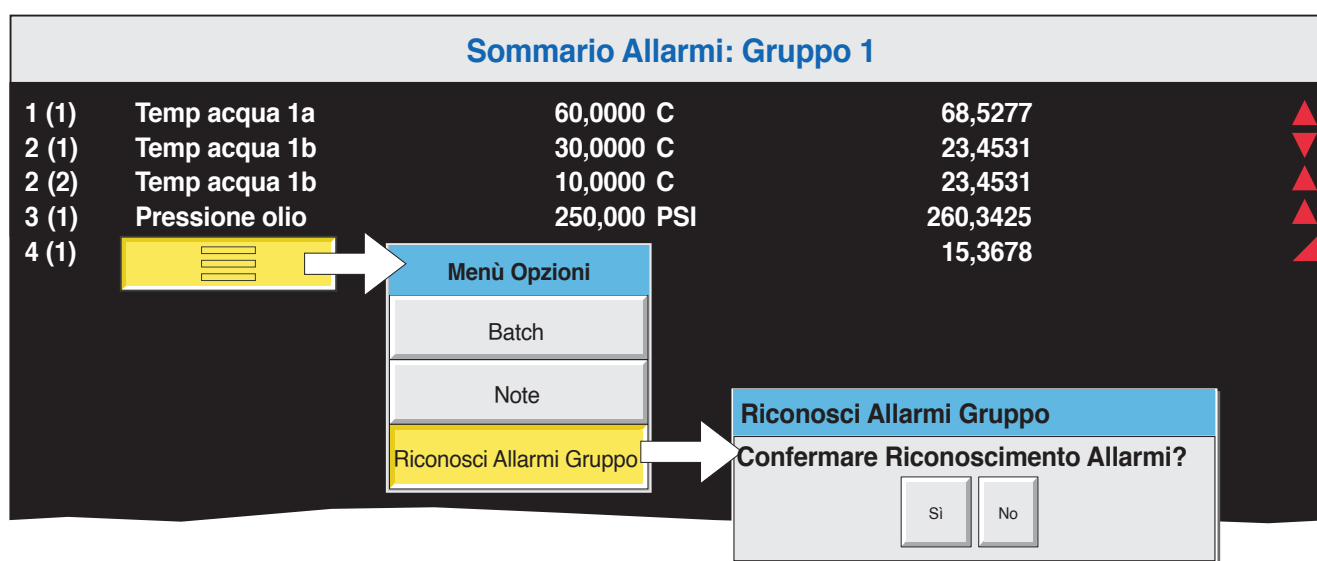 Sommario Allarmi: Gruppo 1
1 (1) Temp acqua 1a 60,0000 C 68,5277
2 (1) Temp acqua 1b 30,0000 C 23,4531
2 (2) Temp acqua 1b 10,0000 C 23,4531
3 (1) Pressione olio 250,000 PSI 260,3425
4 (1) 15,3678
Menù Opzioni
Batch
Note
Riconosci Allarmi Gruppo
Riconosci Allarmi Gruppo
Confermare Riconoscimento Allarmi?
Sì No